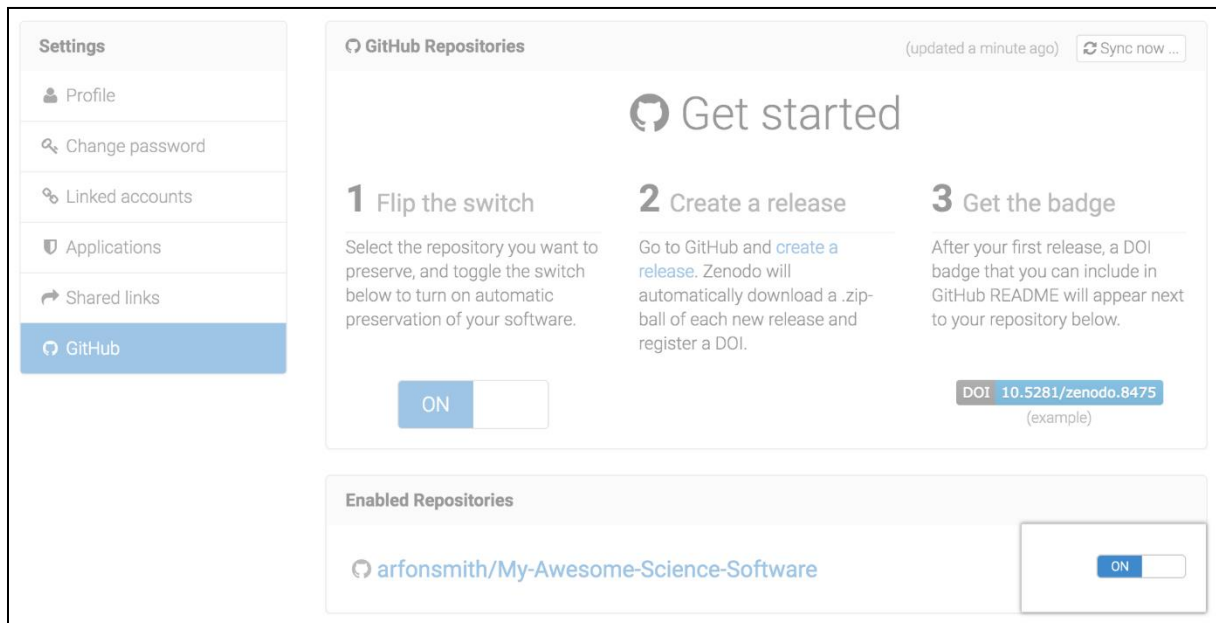 Settings
Profile
Change password
Linked accounts
Applications
Shared links
GitHub
GitHub Repositories
(updated a minute ago)
Sync now ...
Get started
1 Flip the switch
Select the repository you want to
preserve, and toggle the switch
below to turn on automatic
preservation of your software.
ON
2 Create a release
Go to GitHub and create a
release. Zenodo will
automatically download a .zip-
ball of each new release and
register a DOI.
3 Get the badge
After your first release, a DOI
badge that you can include in
GitHub README will appear next
to your repository below.
DOI 10.5281/zenodo.8475
(example)
Enabled Repositories
arfonsmith/My-Awesome-Science-Software
ON